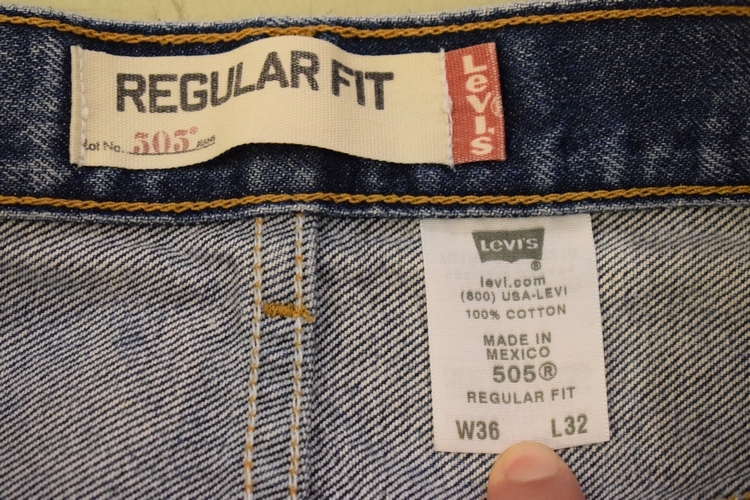 REGULAR FIT
Lot No. 505® JEANS
Levi's®
LEVI'S
®
levi.com
(800) USA-LEVI
100% COTTON
MADE IN
MEXICO
505®
REGULAR FIT
W36 L32